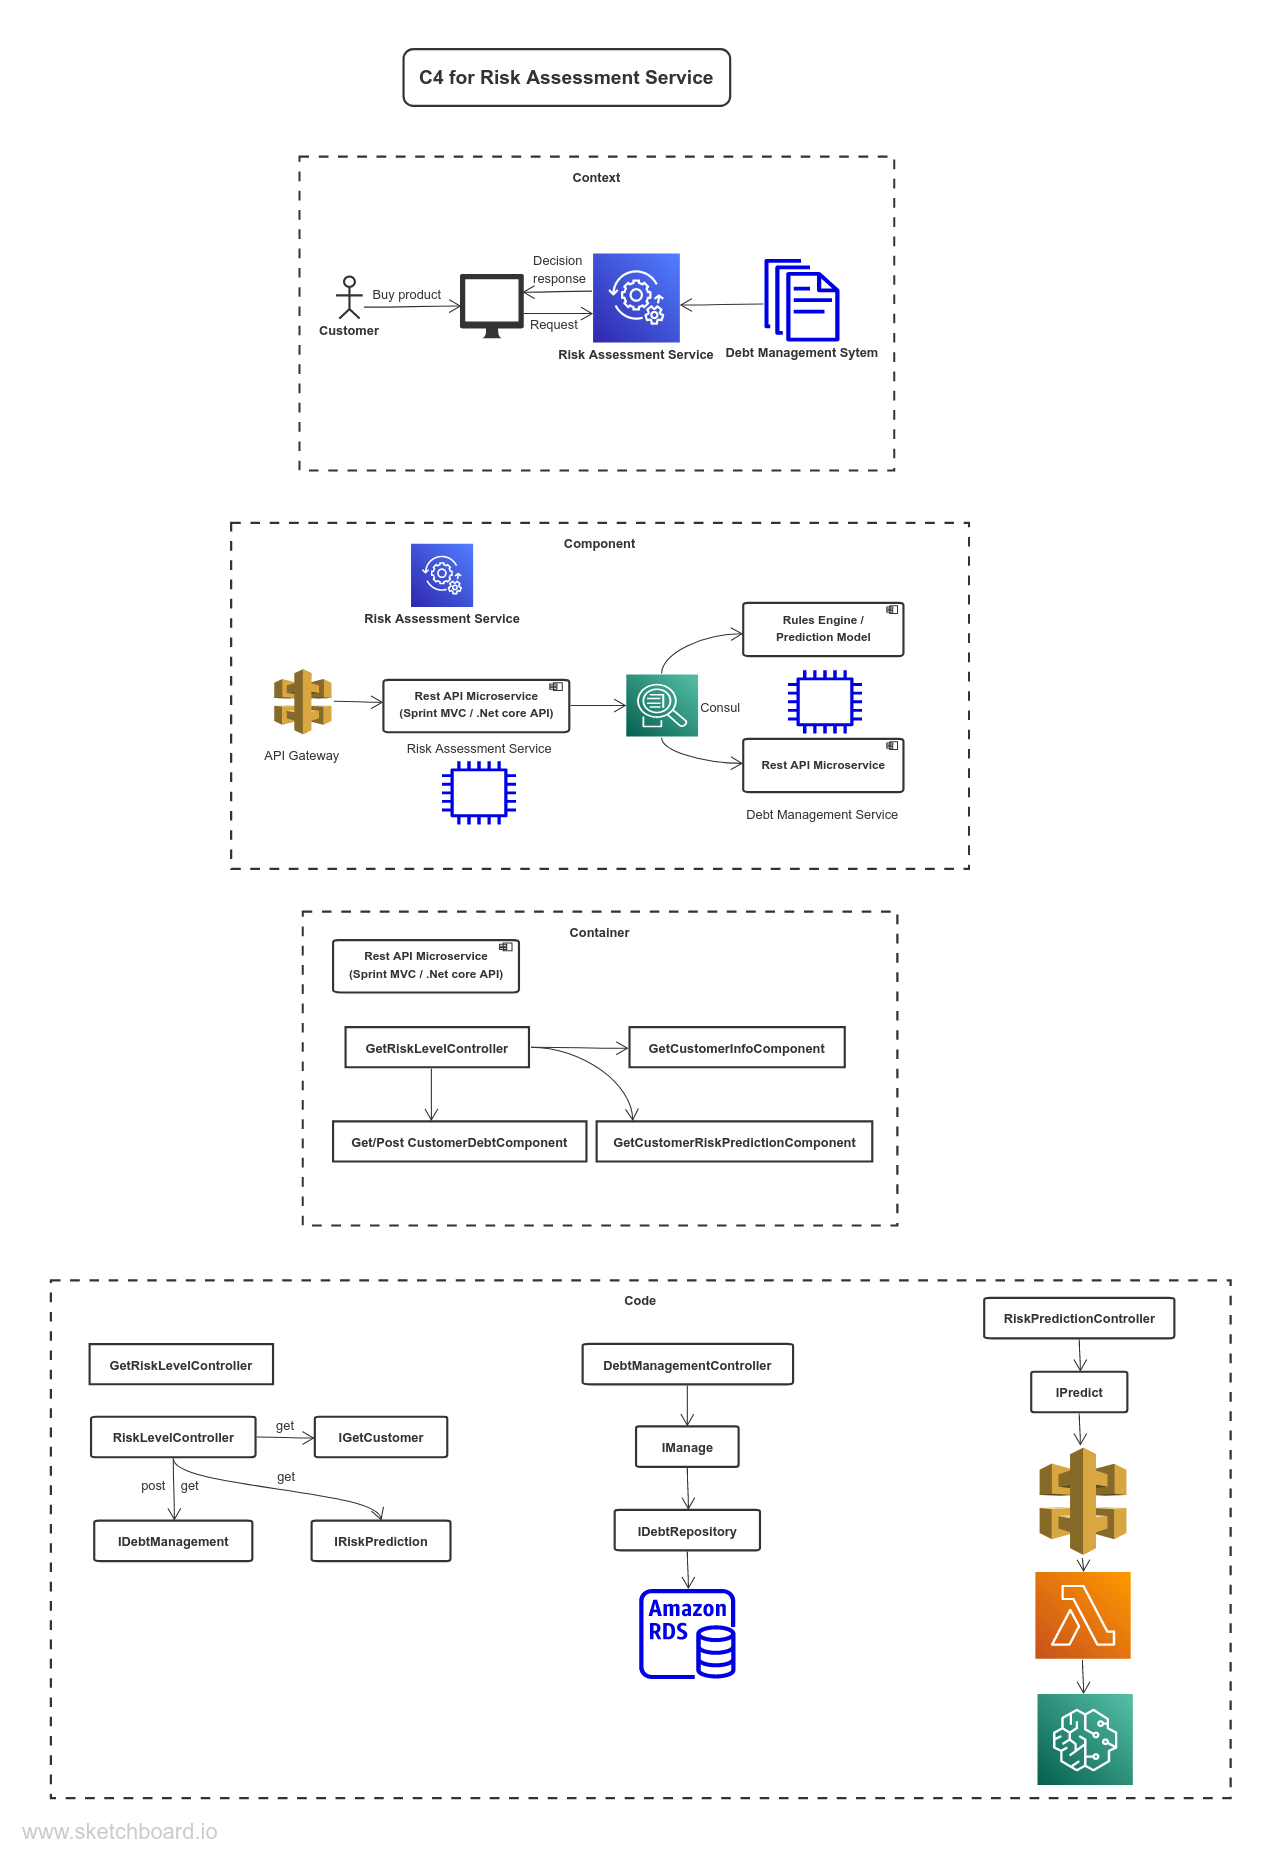 C4 for Risk Assessment Service
Context
Decision
response
Buy product
Request
Customer
Risk Assessment Service
Debt Management Sytem
Component
Risk Assessment Service
Rules Engine /
Prediction Model
Rest API Microservice
(Sprint MVC / .Net core API)
Consul
API Gateway
Risk Assessment Service
Rest API Microservice
Debt Management Service
Container
Rest API Microservice
(Sprint MVC / .Net core API)
GetRiskLevelController
GetCustomerInfoComponent
Get/Post CustomerDebtComponent
GetCustomerRiskPredictionComponent
Code
GetRiskLevelController
RiskLevelController
get
IGetCustomer
post
get
get
IDebtManagement
IRiskPrediction
DebtManagementController
IManage
IDebtRepository
Amazon
RDS
RiskPredictionController
IPredict
www.sketchboard.io